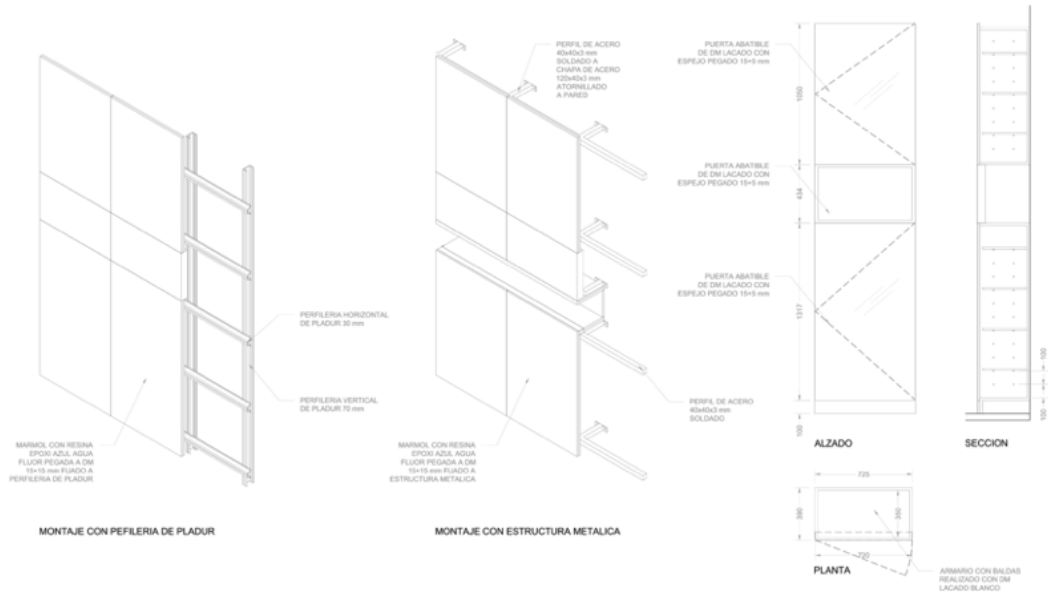 PERFIL DE ACERO
40x40x3 mm
SOLDADO A
CHAPA DE ACERO
120x40x3 mm
ATORNILLADO
A PARED
PERFILERIA HORIZONTAL
DE PLADUR 30 mm
PERFILERIA VERTICAL
DE PLADUR 70 mm
MARMOL CON RESINA
EPOXI AZUL AGUA
FLUOR PEGADA A DM
15+15 mm FIJADO A
PERFILERIA DE PLADUR
MONTAJE CON PEFILERIA DE PLADUR
MARMOL CON RESINA
EPOXI AZUL AGUA
FLUOR PEGADA A DM
15+15 mm FIJADO A
ESTRUCTURA METALICA
PERFIL DE ACERO
40x40x3 mm
SOLDADO
MONTAJE CON ESTRUCTURA METALICA
PUERTA ABATIBLE
DE DM LACADO CON
ESPEJO PEGADO 15+5 mm
PUERTA ABATIBLE
DE DM LACADO CON
ESPEJO PEGADO 15+5 mm
PUERTA ABATIBLE
DE DM LACADO CON
ESPEJO PEGADO 15+5 mm
1050
434
1317
100
ALZADO
100
100
SECCION
725
390
350
PLANTA
ARMARIO CON BALDAS
REALIZADO CON DM
LACADO BLANCO